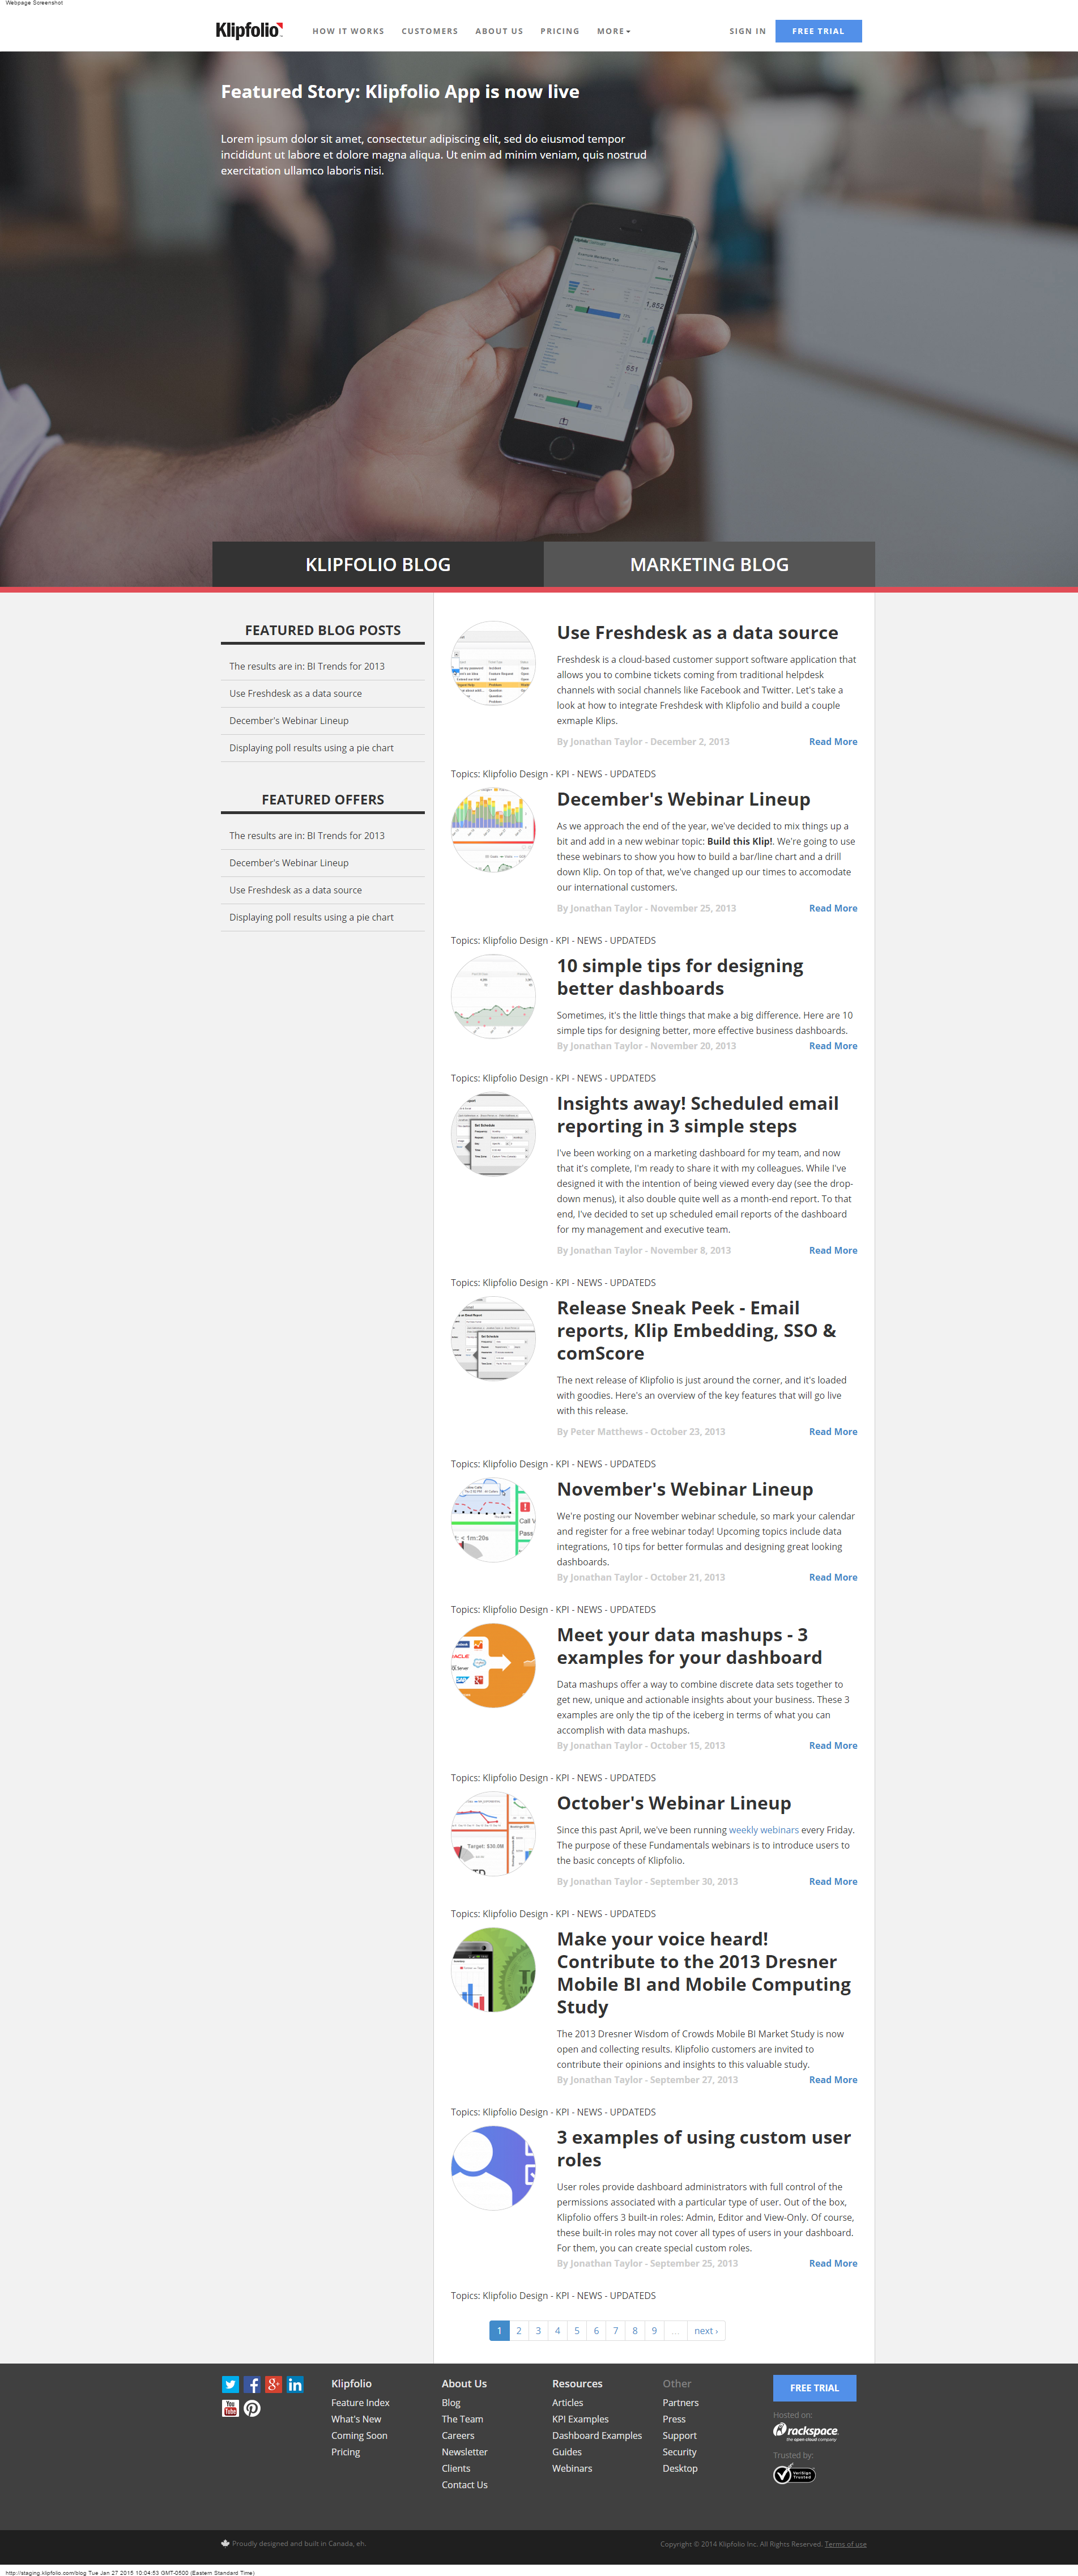 Webpage Screenshot
Klipfolio
HOW IT WORKS CUSTOMERS ABOUT US PRICING MORE SIGN IN FREE TRIAL
Featured Story: Klipfolio App is now live
Lorem ipsum dolor sit amet, consectetur adipiscing elit, sed do eiusmod tempor
incididunt ut labore et dolore magna aliqua. Ut enim ad minim veniam, quis nostrud
exercitation ullamco laboris nisi.
1,852
651
KLIPFOLIO BLOG MARKETING BLOG
FEATURED BLOG POSTS
The results are in: BI Trends for 2013
Use Freshdesk as a data source
December's Webinar Lineup
Displaying poll results using a pie chart
FEATURED OFFERS
The results are in: BI Trends for 2013
December's Webinar Lineup
Use Freshdesk as a data source
Displaying poll results using a pie chart
Use Freshdesk as a data source
Freshdesk is a cloud-based customer support software application that
allows you to combine tickets coming from traditional helpdesk
channels with social channels like Facebook and Twitter. Let's take a
look at how to integrate Freshdesk with Klipfolio and build a couple
exmaple Klips.
By Jonathan Taylor - December 2, 2013 Read More
Topics: Klipfolio Design - KPI - NEWS - UPDATEDS
December's Webinar Lineup
As we approach the end of the year, we've decided to mix things up a
bit and add in a new webinar topic: Build this Klip!. We're going to use
these webinars to show you how to build a bar/line chart and a drill
down Klip. On top of that, we've changed up our times to accomodate
our international customers.
By Jonathan Taylor - November 25, 2013 Read More
Topics: Klipfolio Design - KPI - NEWS - UPDATEDS
10 simple tips for designing
better dashboards
Sometimes, it's the little things that make a big difference. Here are 10
simple tips for designing better, more effective business dashboards.
By Jonathan Taylor - November 20, 2013 Read More
Topics: Klipfolio Design - KPI - NEWS - UPDATEDS
Insights away! Scheduled email
reporting in 3 simple steps
I've been working on a marketing dashboard for my team, and now
that it's complete, I'm ready to share it with my colleagues. While I've
designed it with the intention of being viewed every day (see the drop-
down menus), it also double quite well as a month-end report. To that
end, I've decided to set up scheduled email reports of the dashboard
for my management and executive team.
By Jonathan Taylor - November 8, 2013 Read More
Topics: Klipfolio Design - KPI - NEWS - UPDATEDS
Release Sneak Peek - Email
reports, Klip Embedding, SSO &
comScore
The next release of Klipfolio is just around the corner, and it's loaded
with goodies. Here's an overview of the key features that will go live
with this release.
By Peter Matthews - October 23, 2013 Read More
Topics: Klipfolio Design - KPI - NEWS - UPDATEDS
Call V
Pass
< 1m:20s
November's Webinar Lineup
We're posting our November webinar schedule, so mark your calendar
and register for a free webinar today! Upcoming topics include data
integrations, 10 tips for better formulas and designing great looking
dashboards.
By Jonathan Taylor - October 21, 2013 Read More
Topics: Klipfolio Design - KPI - NEWS - UPDATEDS
Meet your data mashups - 3
examples for your dashboard
Data mashups offer a way to combine discrete data sets together to
get new, unique and actionable insights about your business. These 3
examples are only the tip of the iceberg in terms of what you can
accomplish with data mashups.
By Jonathan Taylor - October 15, 2013 Read More
Topics: Klipfolio Design - KPI - NEWS - UPDATEDS
Target: $30.0M
October's Webinar Lineup
Since this past April, we've been running weekly webinars every Friday.
The purpose of these Fundamentals webinars is to introduce users to
the basic concepts of Klipfolio.
By Jonathan Taylor - September 30, 2013 Read More
Topics: Klipfolio Design - KPI - NEWS - UPDATEDS
Make your voice heard!
Contribute to the 2013 Dresner
Mobile BI and Mobile Computing
Study
The 2013 Dresner Wisdom of Crowds Mobile BI Market Study is now
open and collecting results. Klipfolio customers are invited to
contribute their opinions and insights to this valuable study.
By Jonathan Taylor - September 27, 2013 Read More
Topics: Klipfolio Design - KPI - NEWS - UPDATEDS
3 examples of using custom user
roles
User roles provide dashboard administrators with full control of the
permissions associated with a particular type of user. Out of the box,
Klipfolio offers 3 built-in roles: Admin, Editor and View-Only. Of course,
these built-in roles may not cover all types of users in your dashboard.
For them, you can create special custom roles.
By Jonathan Taylor - September 25, 2013 Read More
Topics: Klipfolio Design - KPI - NEWS - UPDATEDS
1 2 3 4 5 6 7 8 9 ... next ›
You Tube
Klipfolio
Feature Index
What's New
Coming Soon
Pricing
About Us
Blog
The Team
Careers
Newsletter
Clients
Contact Us
Resources
Articles
KPI Examples
Dashboard Examples
Guides
Webinars
Other
Partners
Press
Support
Security
Desktop
FREE TRIAL
Hosted on:
rackspace
the open cloud company
Trusted by:
VeriSign
Trusted
Proudly designed and built in Canada, eh. Copyright © 2014 Klipfolio Inc. All Rights Reserved. Terms of use
http://staging.klipfolio.com/blog Tue Jan 27 2015 10:04:53 GMT-0500 (Eastern Standard Time)